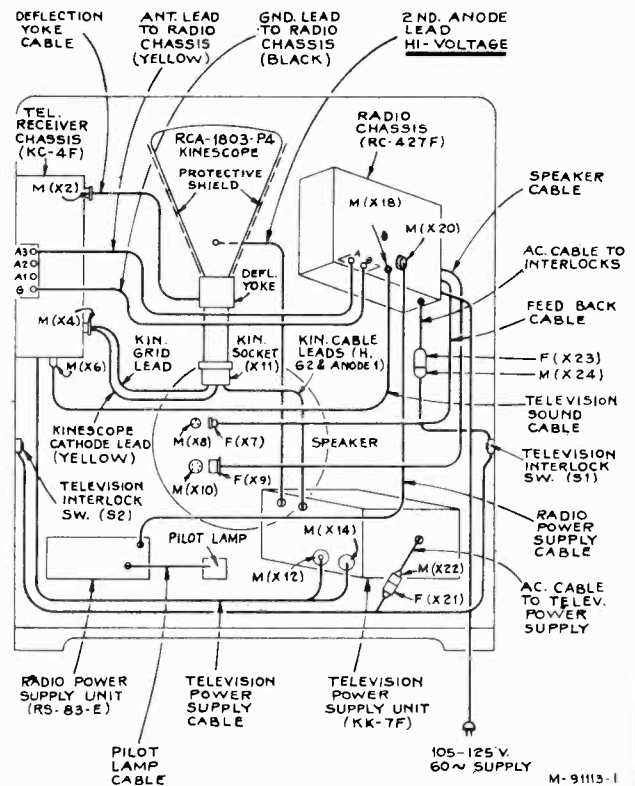 DEFLECTION
YOKE
CABLE
ANT. LEAD
TO RADIO
CHASSIS
(YELLOW)
GND. LEAD
TO RADIO
CHASSIS
(BLACK)
2 ND. ANODE
LEAD
HI-VOLTAGE
TEL.
RECEIVER
CHASSIS
(KC-4F)
RCA-1803-P4
KINESCOPE
PROTECTIVE
SHIELD
RADIO
CHASSIS
(RC-427F)
SPEAKER
CABLE
M(X2)
M(X18)
M(X20)
A3
A2
A1
G
A
G
DEFL.
YOKE
AC. CABLE TO
INTERLOCKS
FEED BACK
CABLE
M(X4)
KIN.
GRID
LEAD
KIN.
SOCKET
(X11)
KIN. CABLE
LEADS (H,
G2 & ANODE 1)
F(X23)
M(X24)
M(X6)
KINESCOPE
CATHODE LEAD
(YELLOW)
TELEVISION
SOUND
CABLE
M(X8)
F(X7)
SPEAKER
M(X10)
F(X9)
TELEVISION
INTERLOCK
SW. (S2)
TELEVISION
INTERLOCK
SW. (S1)
PILOT LAMP
M(X14)
M(X12)
M(X22)
F(X21)
RADIO
POWER
SUPPLY
CABLE
AC. CABLE
TO TELEV.
POWER
SUPPLY
RADIO POWER
SUPPLY UNIT
(RS-83-E)
TELEVISION
POWER
SUPPLY
CABLE
TELEVISION
POWER
SUPPLY UNIT
(KK-7F)
PILOT
LAMP
CABLE
105-125 V.
60~ SUPPLY
M-91113-1